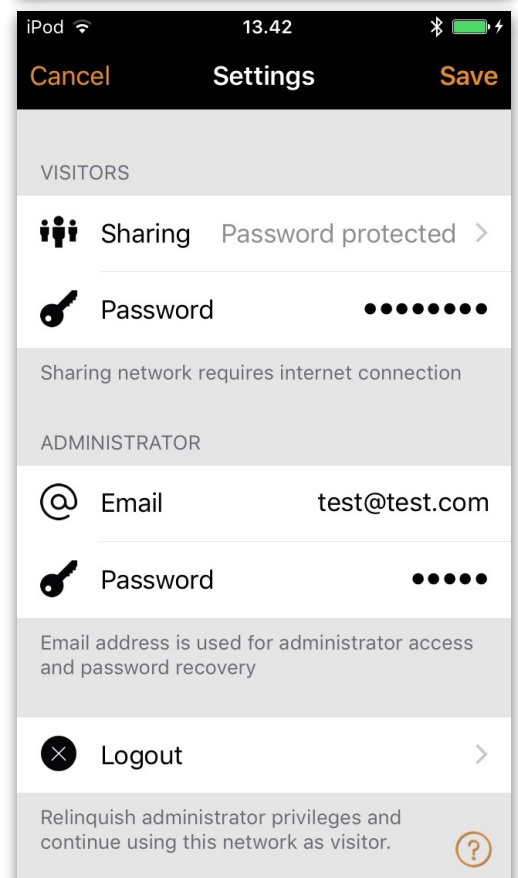 iPod 13.42
Cancel Settings Save
VISITORS
Sharing Password protected
Password ••••••••
Sharing network requires internet connection
ADMINISTRATOR
Email test@test.com
Password •••••
Email address is used for administrator access
and password recovery
Logout
Relinquish administrator privileges and
continue using this network as visitor.
?